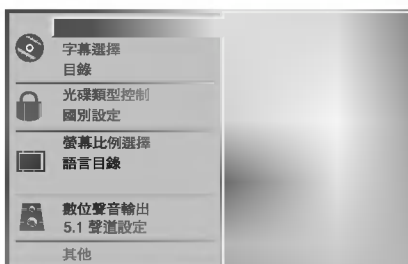 字幕選擇
目錄
光碟類型控制
國別設定
螢幕比例選擇
語言目錄
數位聲音輸出
5.1 聲道設定
其他